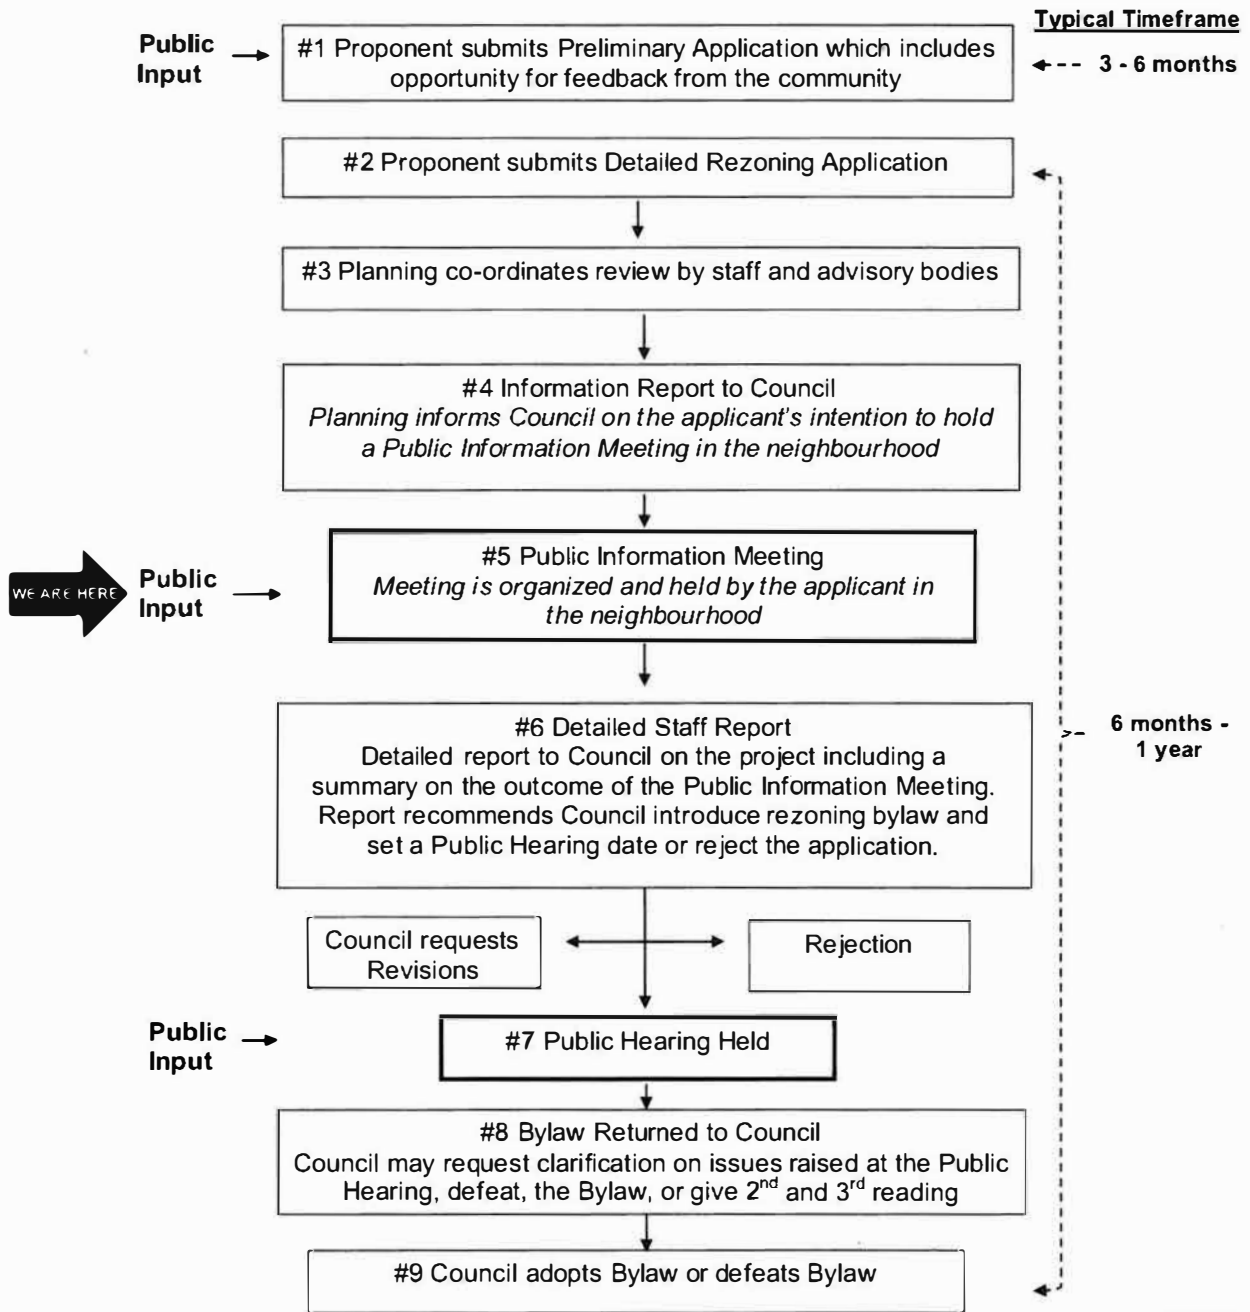 Typical Timeframe
Public
Input
#1 Proponent submits Preliminary Application which includes
opportunity for feedback from the community
3 - 6 months
#2 Proponent submits Detailed Rezoning Application
#3 Planning co-ordinates review by staff and advisory bodies
#4 Information Report to Council
Planning informs Council on the applicant's intention to hold
a Public Information Meeting in the neighbourhood
WE ARE HERE
Public
Input
#5 Public Information Meeting
Meeting is organized and held by the applicant in
the neighbourhood
#6 Detailed Staff Report
Detailed report to Council on the project including a
summary on the outcome of the Public Information Meeting.
Report recommends Council introduce rezoning bylaw and
set a Public Hearing date or reject the application.
6 months -
1 year
Council requests
Revisions
Rejection
Public
Input
#7 Public Hearing Held
#8 Bylaw Returned to Council
Council may request clarification on issues raised at the Public
Hearing, defeat, the Bylaw, or give 2nd and 3rd reading
#9 Council adopts Bylaw or defeats Bylaw